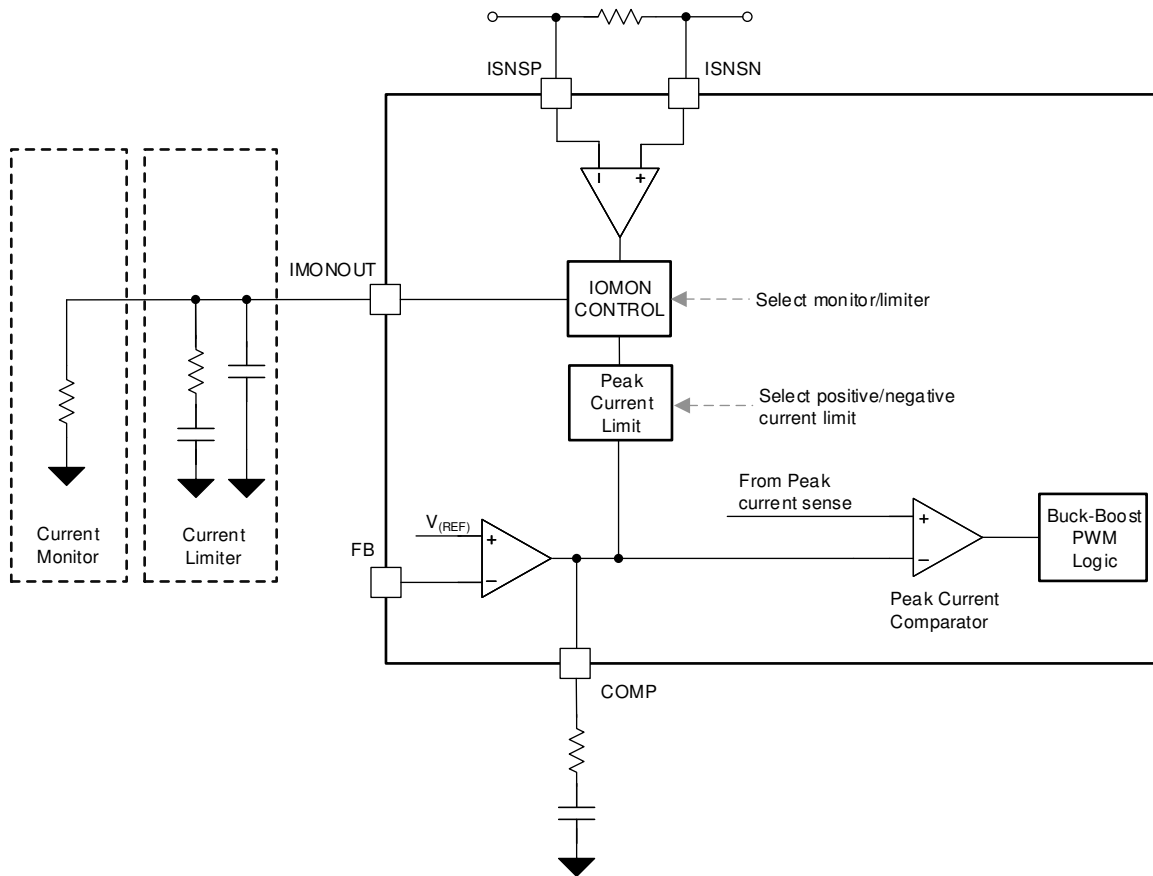 ISNSP
ISNSN
IMONOUT
IOMON
CONTROL
Select monitor/limiter
Peak
Current
Limit
Select positive/negative
current limit
From Peak
current sense
V(REF)
FB
+
−
+
−
− +
Buck-Boost
PWM
Logic
Current
Monitor
Current
Limiter
Peak Current
Comparator
COMP